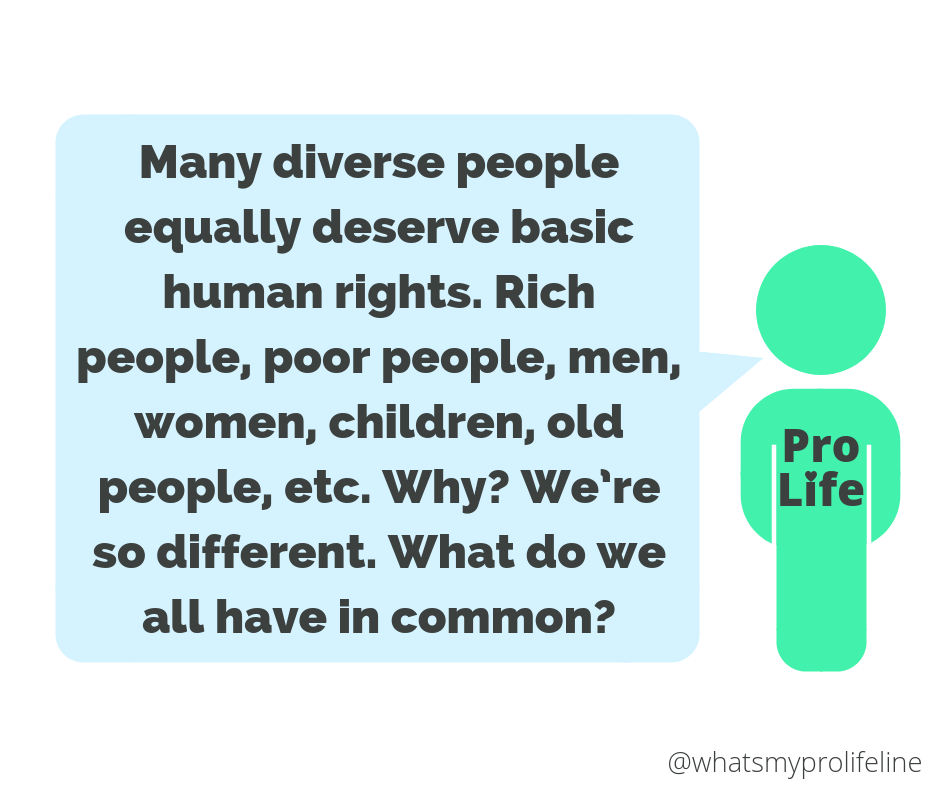 Many diverse people
equally deserve basic
human rights. Rich
people, poor people, men,
women, children, old
people, etc. Why? We’re
so different. What do we
all have in common?
Pro
Life
@whatsmyprolifeline